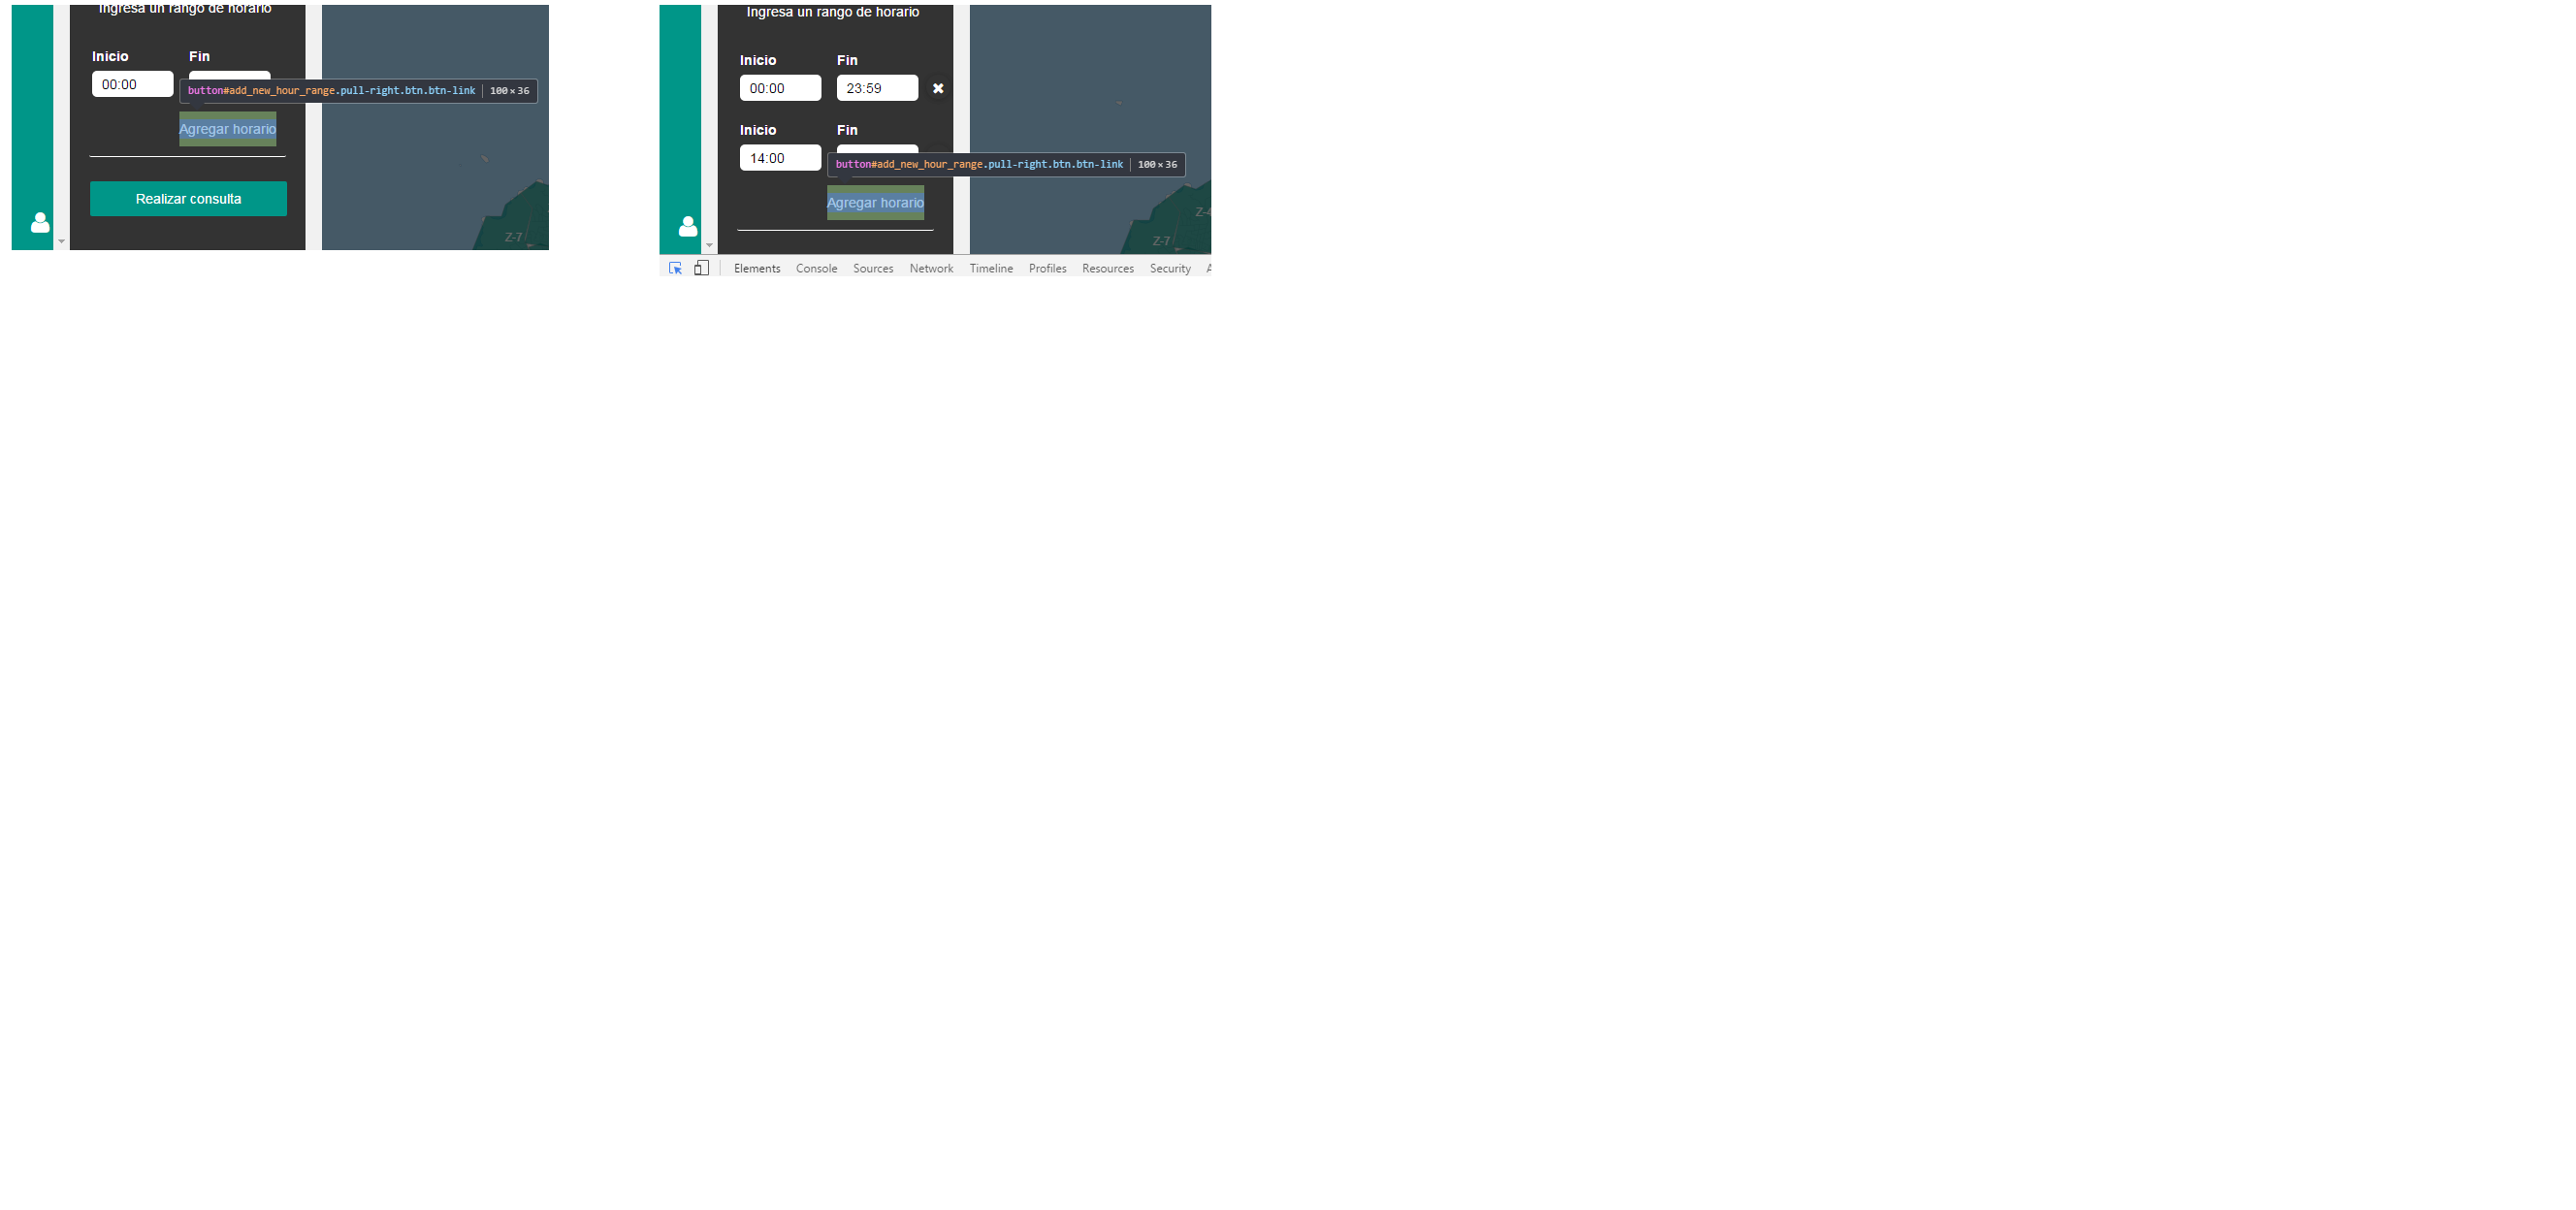 Ingresa un rango de horario
Inicio Fin
00:00
button#add_new_hour_range.pull-right.btn.btn-link 100 × 36
Agregar horario
Realizar consulta
Z-7
Ingresa un rango de horario
Inicio Fin
00:00 23:59
Inicio Fin
14:00
button#add_new_hour_range.pull-right.btn.btn-link 100 × 36
Agregar horario
Z-7
Elements Console Sources Network Timeline Profiles Resources Security